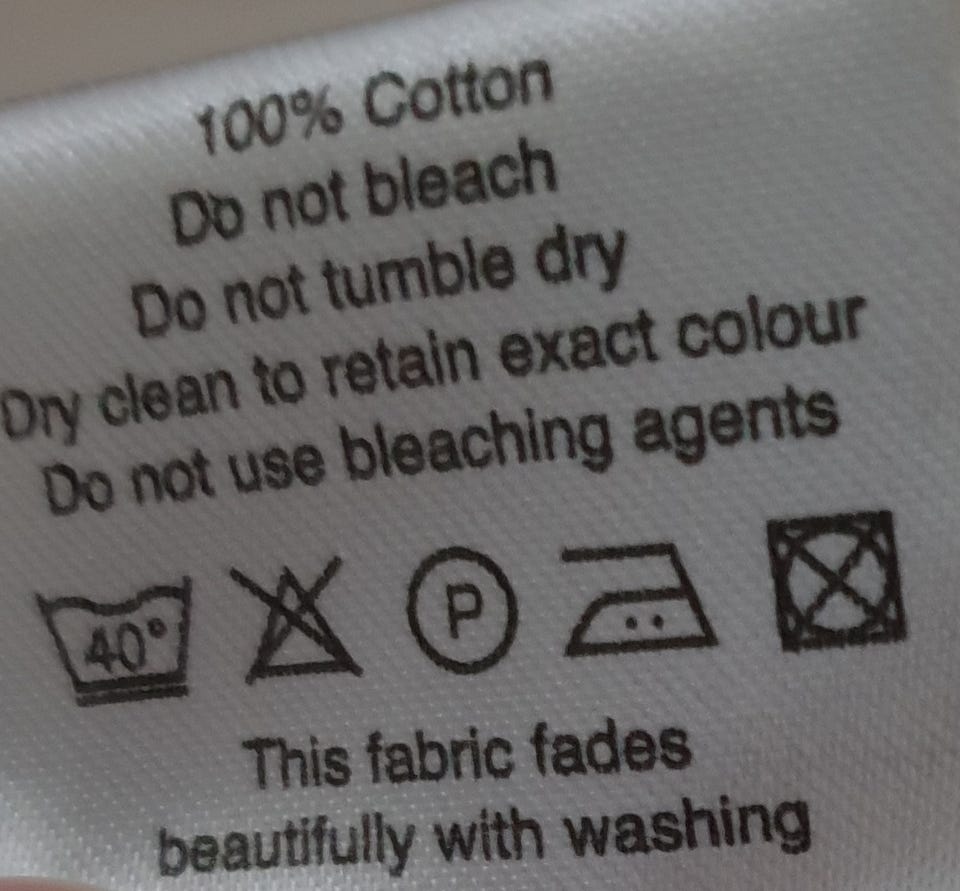 100% Cotton
Do not bleach
Do not tumble dry
Dry clean to retain exact colour
Do not use bleaching agents
40° P
This fabric fades
beautifully with washing